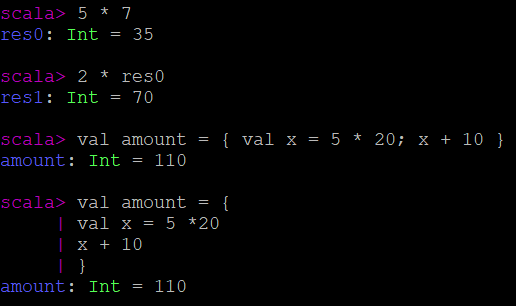 scala> 5 * 7
res0: Int = 35
scala> 2 * res0
res1: Int = 70
scala> val amount = { val x = 5 * 20; x + 10 }
amount: Int = 110
scala> val amount = {
| val x = 5 *20
| x + 10
| }
amount: Int = 110